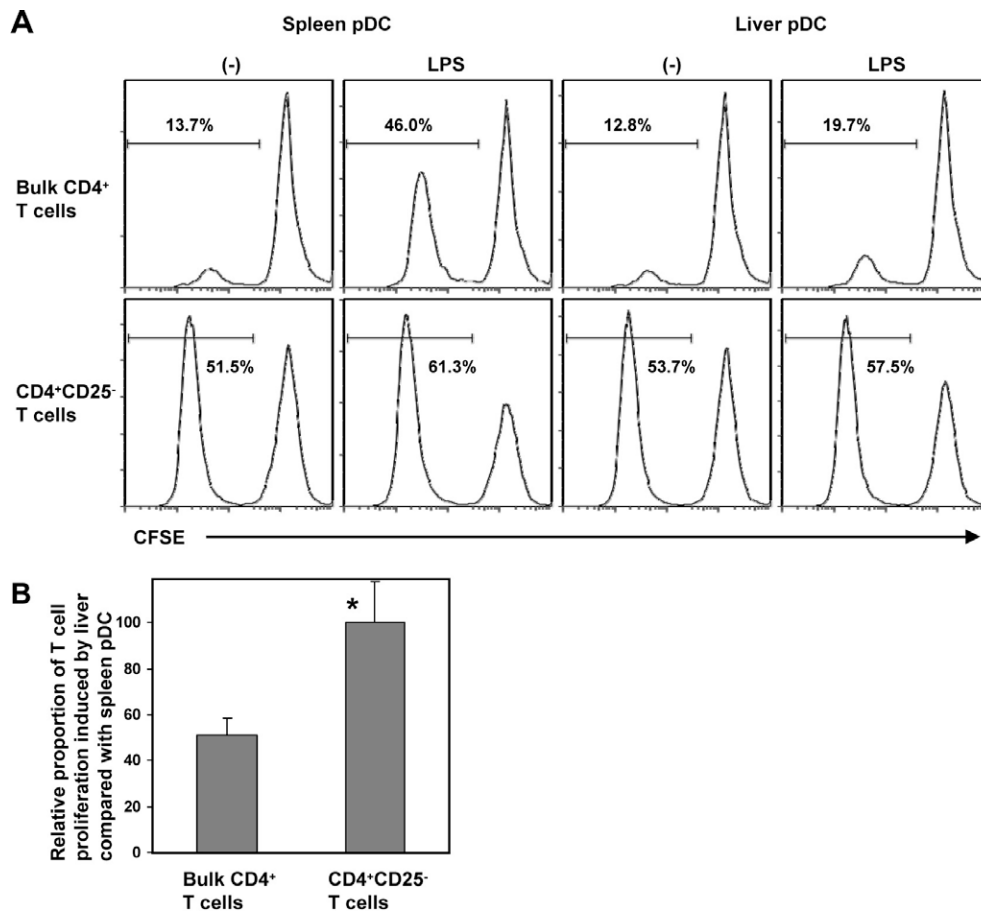 A
Spleen pDC
Liver pDC
(-)
LPS
(-)
LPS
Bulk CD4⁺
T cells
13.7%
46.0%
12.8%
19.7%
CD4⁺CD25⁻
T cells
51.5%
61.3%
53.7%
57.5%
CFSE
B
Relative proportion of T cell
proliferation induced by liver
compared with spleen pDC
100
80
60
40
20
0
*
Bulk CD4⁺
T cells
CD4⁺CD25⁻
T cells